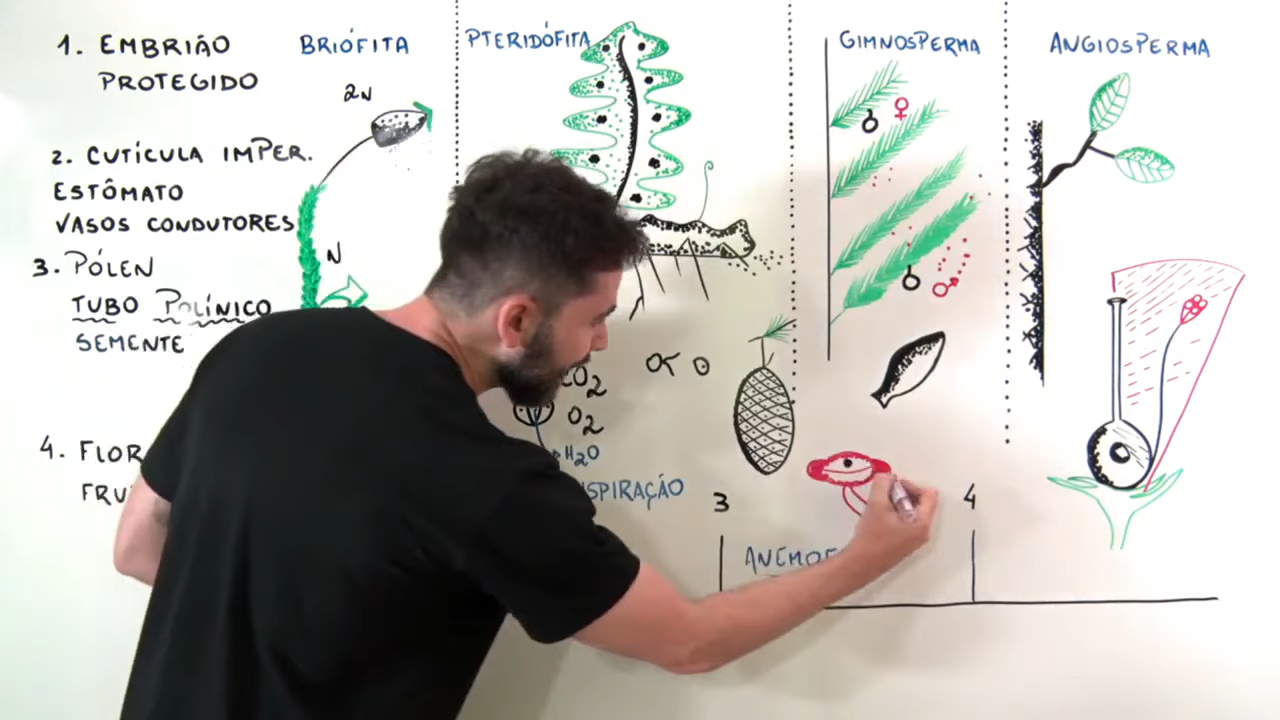 1. EMBRIÃO
PROTEGIDO
2. CUTÍCULA IMPER.
ESTÔMATO
VASOS CONDUTORES
3. PÓLEN
TUBO POLÍNICO
SEMENTE
4. FLOR
BRIÓFITA
2N
N
PTERIDÓFITA
O2
H2O
GIMNOSPERMA
3
4
ANGIOSPERMA